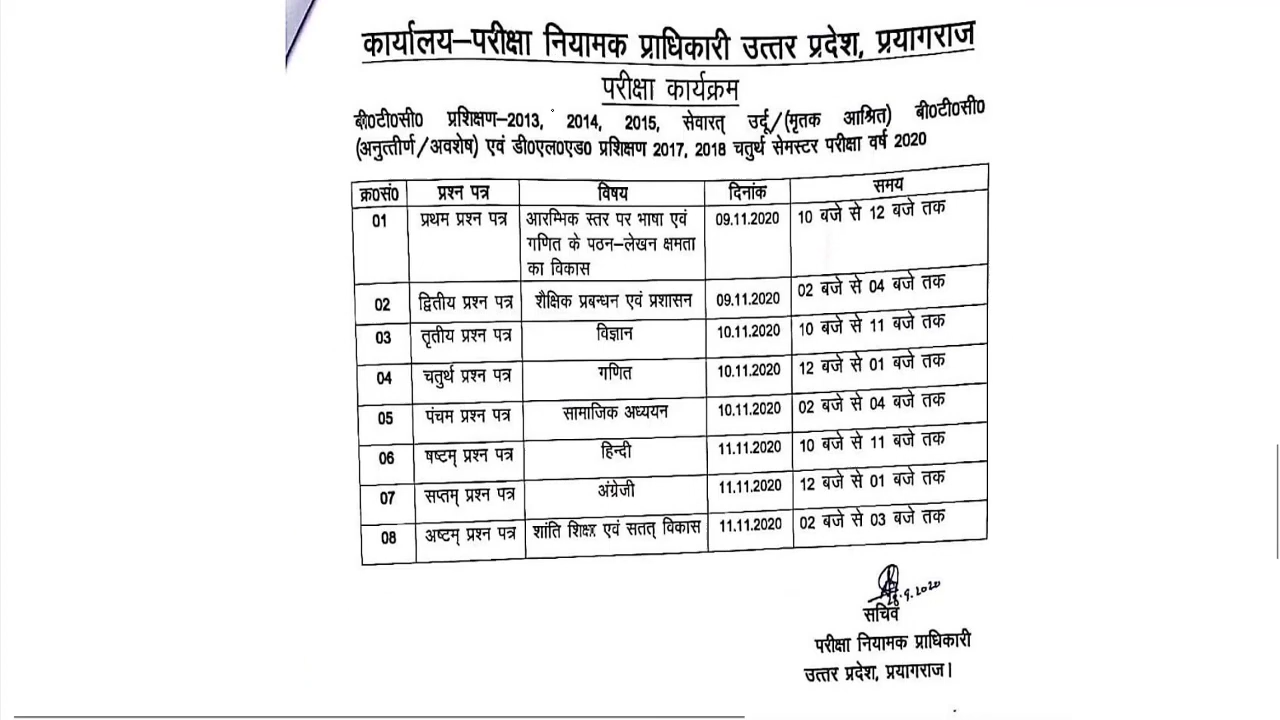 कार्यालय–परीक्षा नियामक प्राधिकारी उत्तर प्रदेश, प्रयागराज
परीक्षा कार्यक्रम
बी0टी0सी0 प्रशिक्षण–2013, 2014, 2015, सेवारत् उर्दू/(मृतक आश्रित) बी0टी0सी0
(अनुत्तीर्ण/अवशेष) एवं डी0एल0एड0 प्रशिक्षण 2017, 2018 चतुर्थ सेमस्टर परीक्षा वर्ष 2020
क्र0सं0 प्रश्न पत्र विषय दिनांक समय
01 प्रथम प्रश्न पत्र आरम्भिक स्तर पर भाषा एवं 09.11.2020 10 बजे से 12 बजे तक
गणित के पठन–लेखन क्षमता
का विकास
02 द्वितीय प्रश्न पत्र शैक्षिक प्रबन्धन एवं प्रशासन 09.11.2020 02 बजे से 04 बजे तक
03 तृतीय प्रश्न पत्र विज्ञान 10.11.2020 10 बजे से 11 बजे तक
04 चतुर्थ प्रश्न पत्र गणित 10.11.2020 12 बजे से 01 बजे तक
05 पंचम प्रश्न पत्र सामाजिक अध्ययन 10.11.2020 02 बजे से 04 बजे तक
06 षष्टम् प्रश्न पत्र हिन्दी 11.11.2020 10 बजे से 11 बजे तक
07 सप्तम् प्रश्न पत्र अंग्रेजी 11.11.2020 12 बजे से 01 बजे तक
08 अष्टम् प्रश्न पत्र शांति शिक्षा एवं सतत् विकास 11.11.2020 02 बजे से 03 बजे तक
28.9.2020
सचिव
परीक्षा नियामक प्राधिकारी
उत्तर प्रदेश, प्रयागराज।